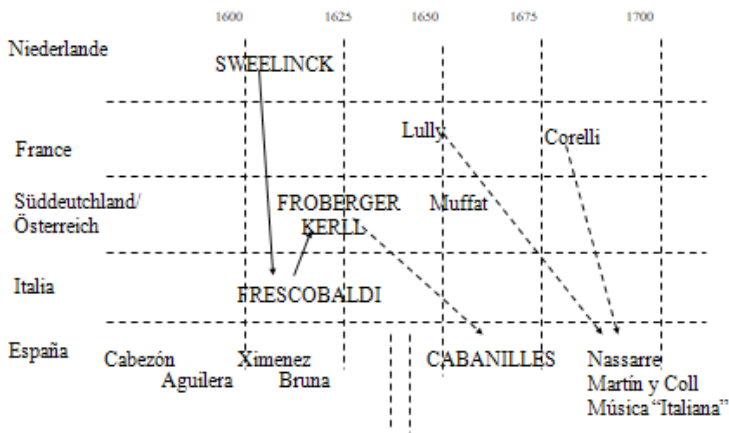 1600 1625 1650 1675 1700
Niederlande
SWEELINCK
France
Lully Corelli
Süddeutchland/
Österreich
FROBERGER Muffat
KERLL
Italia
FRESCOBALDI
España
Cabezón Ximenez CABANILLES Nassarre
Aguilera Bruna Martín y Coll
Música “Italiana”